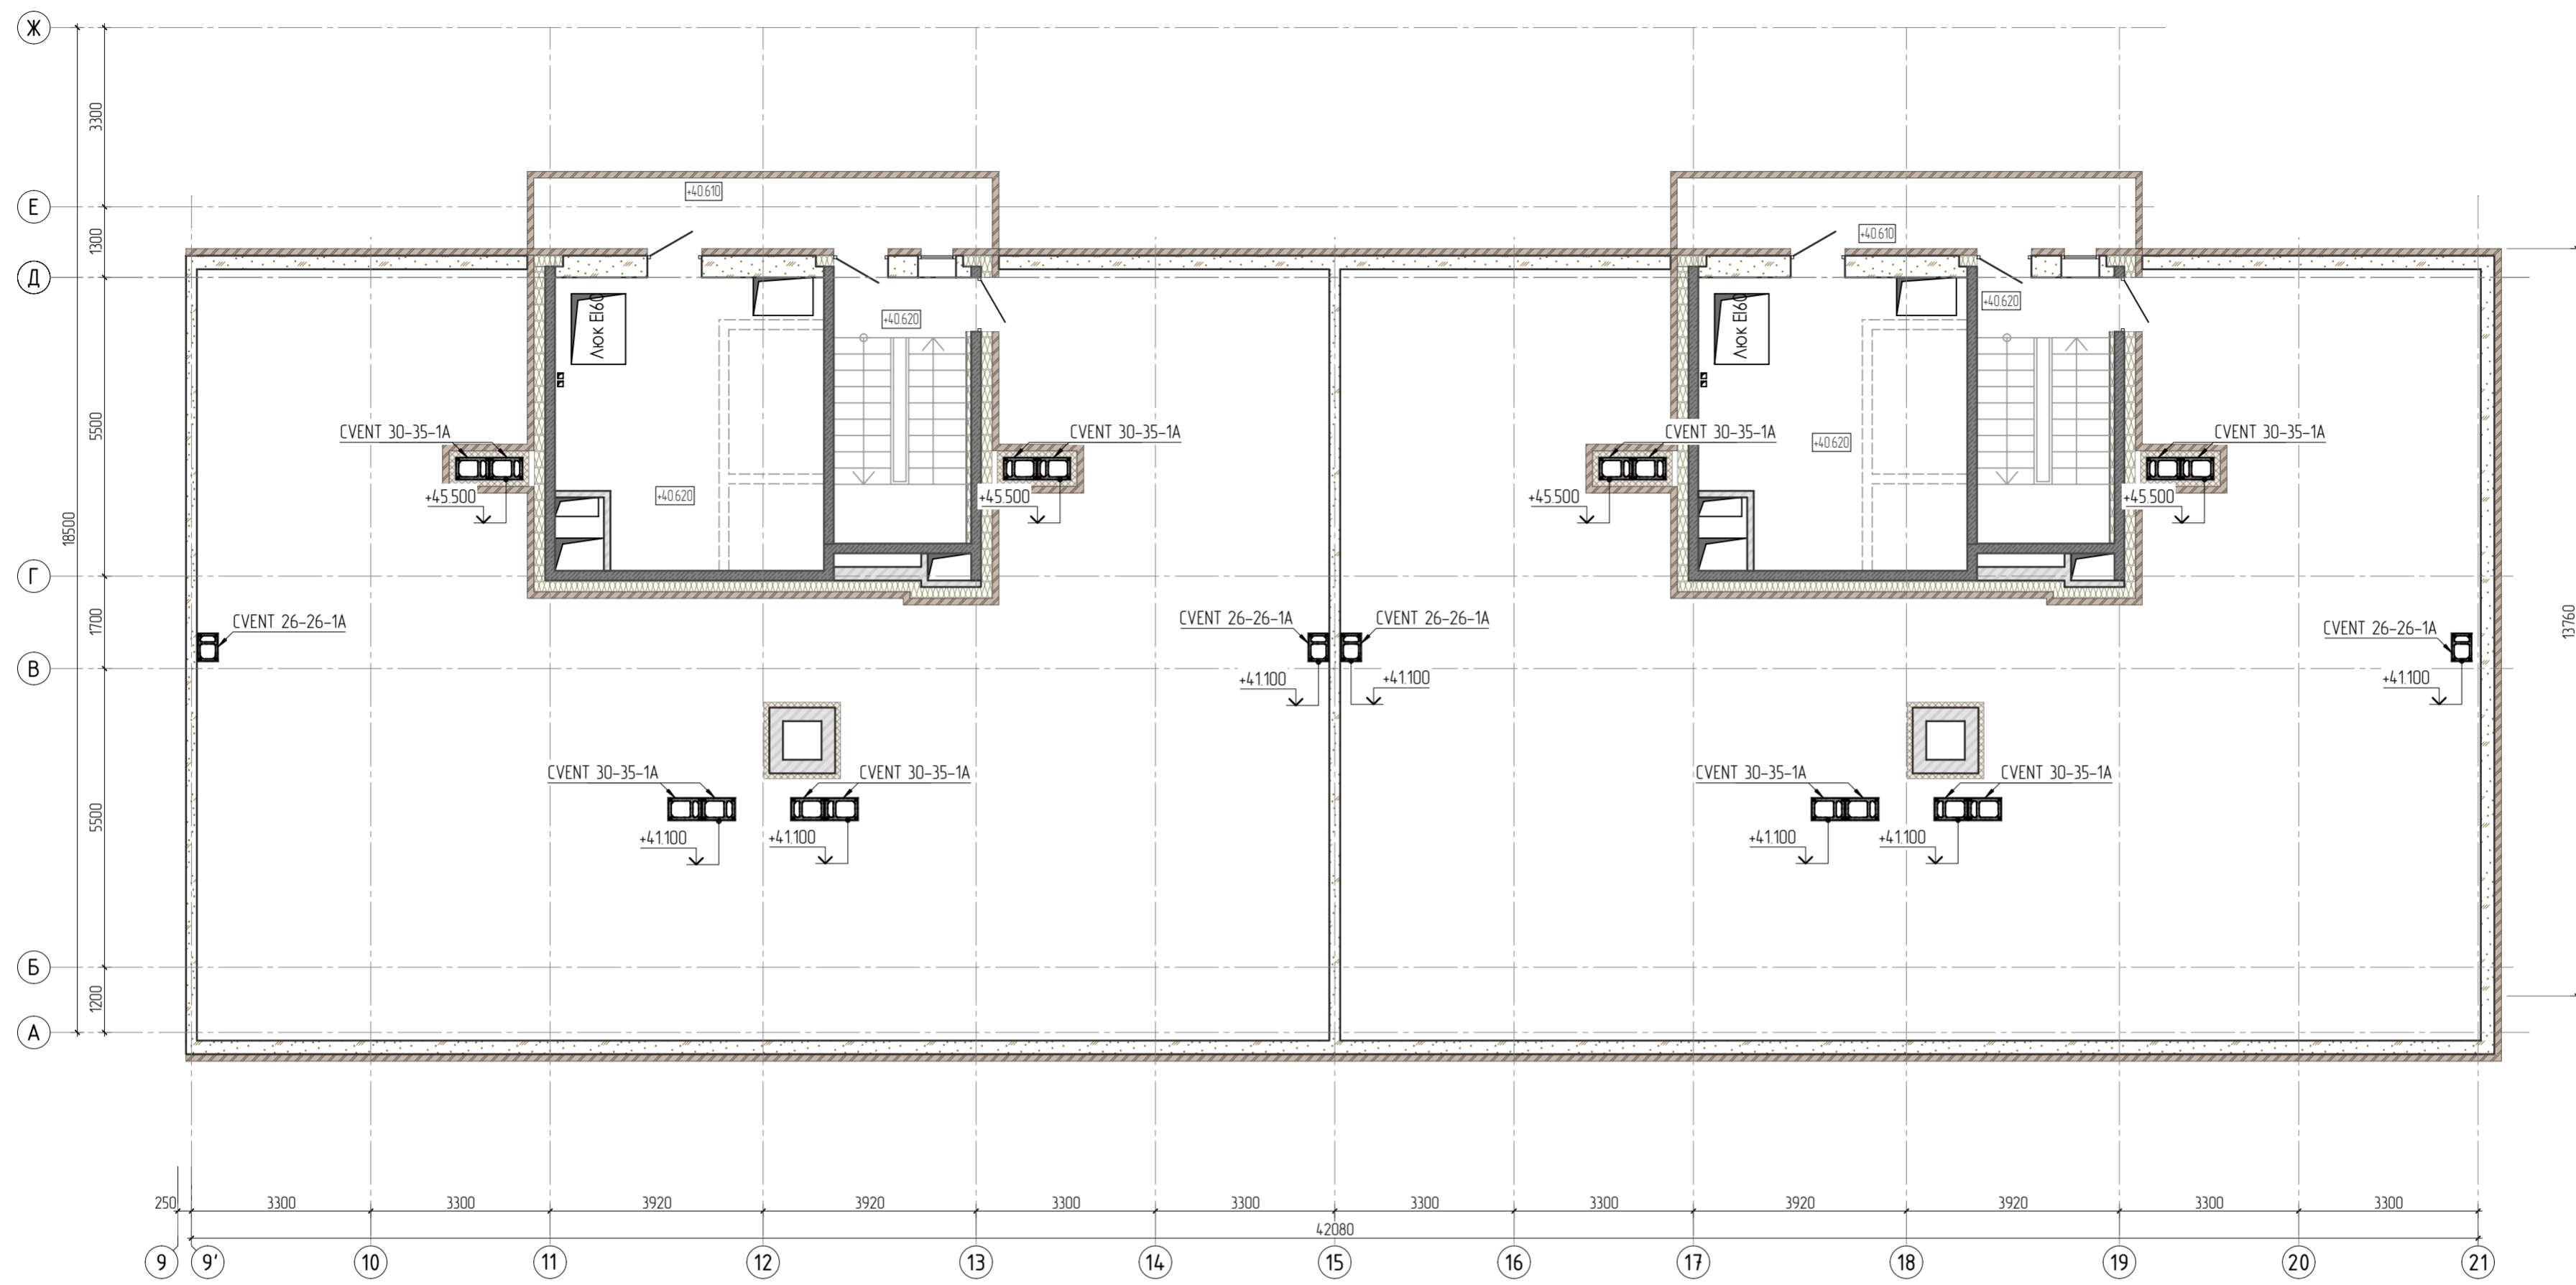 Ж
3300
+40.610
Е
+40.610
1300
Д
Люк EI60
+40.620
Люк EI60
+40.620
5500
CVENT 30-35-1A
CVENT 30-35-1A
CVENT 30-35-1A
+40.620
CVENT 30-35-1A
18500
+45.500
+40.620
+45.500
+45.500
+45.500
Г
1700
CVENT 26-26-1A
CVENT 26-26-1A
CVENT 26-26-1A
CVENT 26-26-1A
13760
В
+41.100
+41.100
+41.100
5500
CVENT 30-35-1A
CVENT 30-35-1A
CVENT 30-35-1A
CVENT 30-35-1A
+41.100
+41.100
+41.100
+41.100
Б
1200
А
250
3300
3300
3920
3920
3300
3300
3300
3300
3920
3920
3300
3300
42080
9
9'
10
11
12
13
14
15
16
17
18
19
20
21